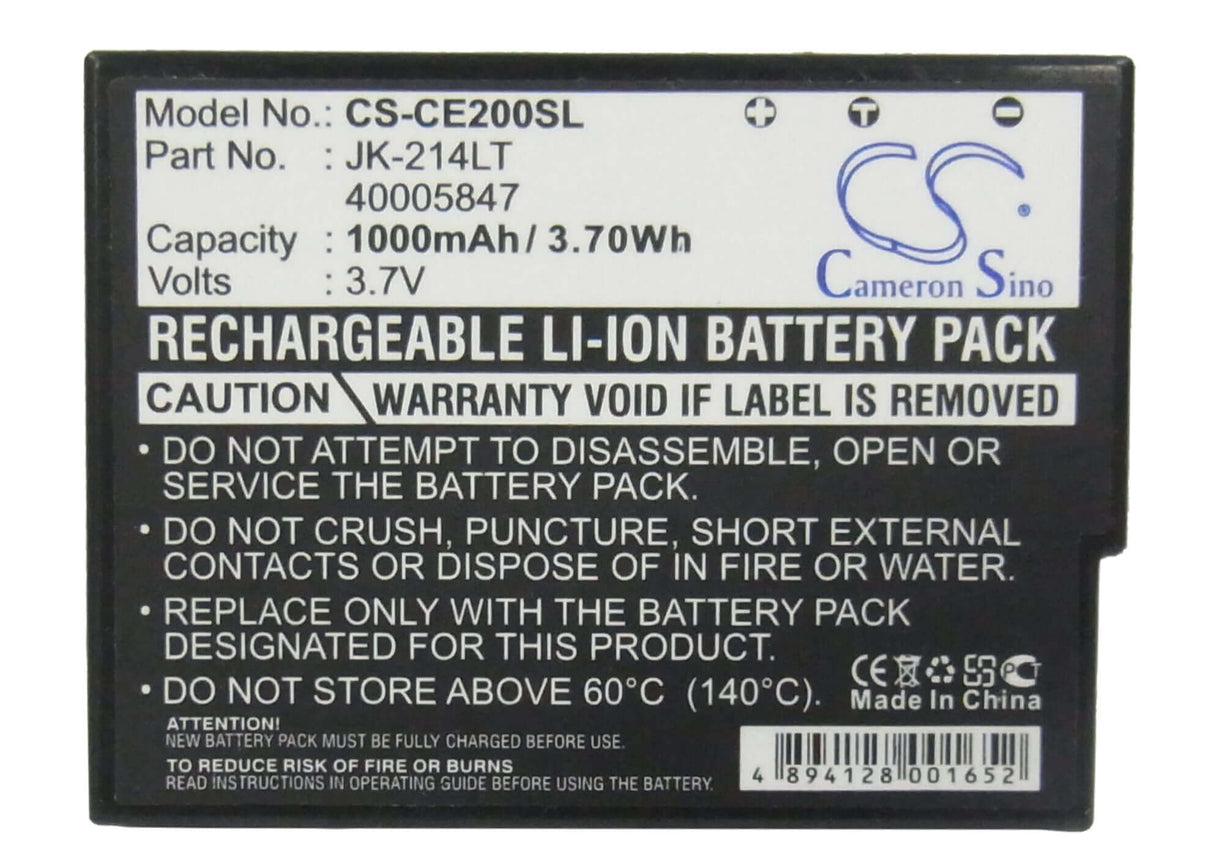 Model No.: CS-CE200SL
Part No. : JK-214LT
40005847
Capacity : 1000mAh / 3.70Wh
Volts : 3.7V
+ T -
CS ®
Cameron Sino
RECHARGEABLE LI-ION BATTERY PACK
CAUTION WARRANTY VOID IF LABEL IS REMOVED
• DO NOT ATTEMPT TO DISASSEMBLE, OPEN OR
SERVICE THE BATTERY PACK.
• DO NOT CRUSH, PUNCTURE, SHORT EXTERNAL
CONTACTS OR DISPOSE OF IN FIRE OR WATER.
• REPLACE ONLY WITH THE BATTERY PACK
DESIGNATED FOR THIS PRODUCT.
• DO NOT STORE ABOVE 60°C (140°C).
CE
Made In China
ATTENTION!
NEW BATTERY PACK MUST BE FULLY CHARGED BEFORE USE.
TO REDUCE RISK OF FIRE OR BURNS
READ INSTRUCTIONS IN OPERATING GUIDE BEFORE USING THE BATTERY.
4 894128 001652